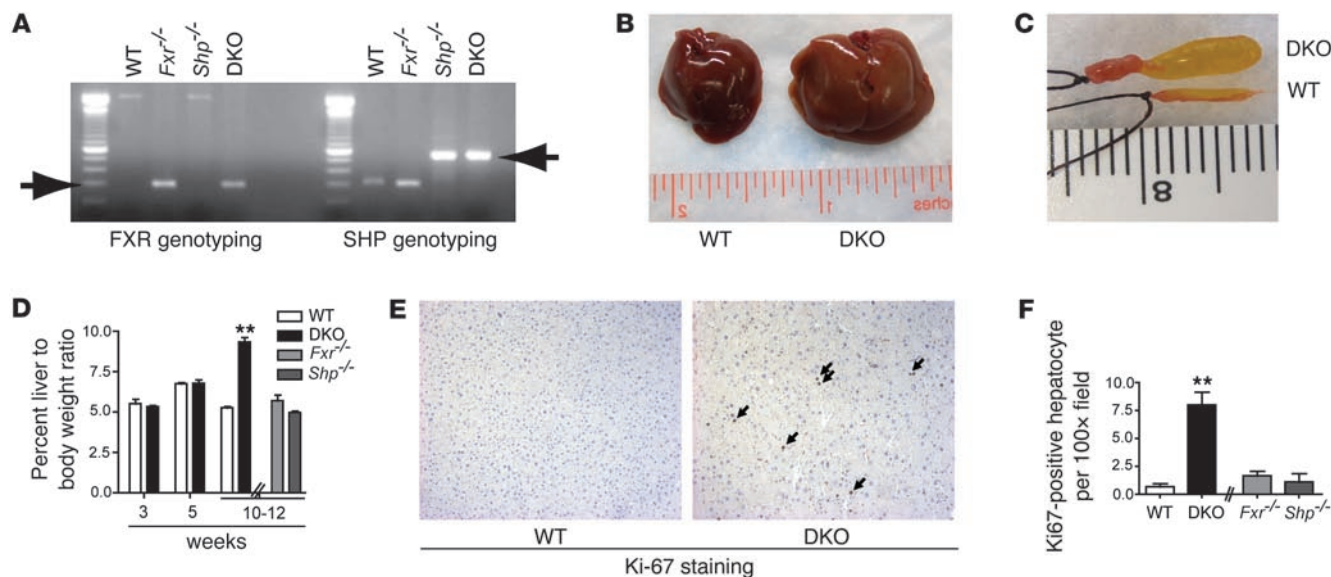 A
WT
Fxr-/-
Shp-/-
DKO
WT
Fxr-/-
Shp-/-
DKO
FXR genotyping
SHP genotyping
B
2
1
ches
WT
DKO
C
DKO
WT
8
D
Percent liver to
body weight ratio
10.0
7.5
5.0
2.5
0.0
**
WT
DKO
Fxr-/-
Shp-/-
3
5
10-12
weeks
E
WT
DKO
Ki-67 staining
F
Ki67-positive hepatocyte
per 100x field
10.0
7.5
5.0
2.5
0.0
**
WT
DKO
Fxr-/-
Shp-/-